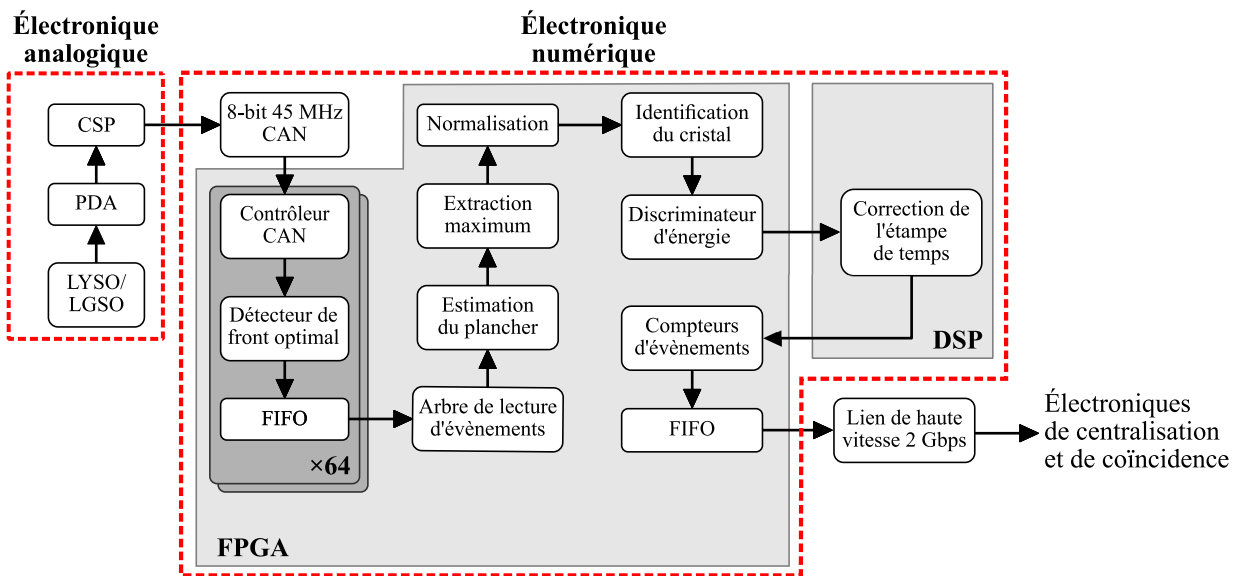 Électronique
analogique
Électronique
numérique
CSP
PDA
LYSO/
LGSO
8-bit 45 MHz
CAN
Contrôleur
CAN
Détecteur de
front optimal
FIFO
×64
FPGA
Normalisation
Extraction
maximum
Estimation
du plancher
Arbre de lecture
d'évènements
Identification
du cristal
Discriminateur
d'énergie
Compteurs
d'évènements
FIFO
Correction de
l'étampe
de temps
DSP
Lien de haute
vitesse 2 Gbps
Électroniques
de centralisation
et de coïncidence